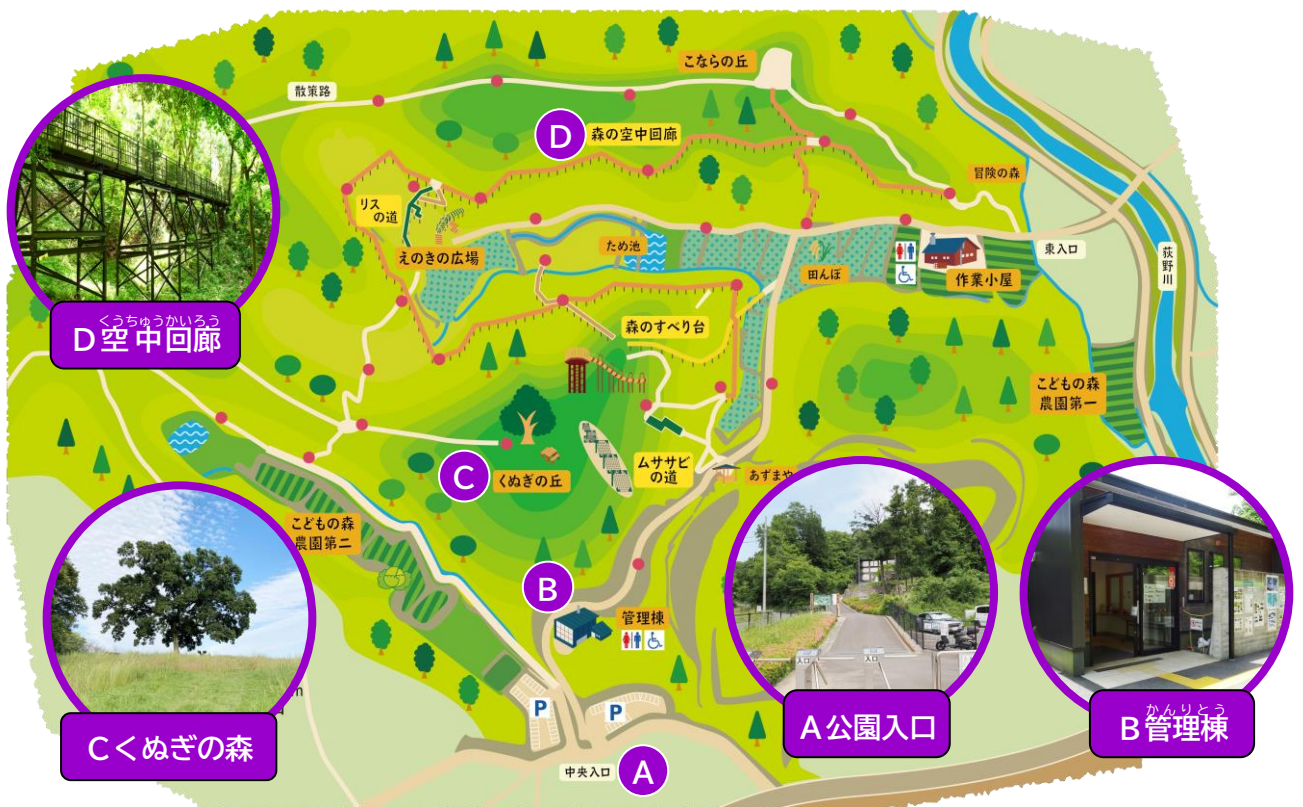 こならの丘
散策路
D
森の空中回廊
冒険の森
リス
の道
えのきの広場
ため池
田んぼ
作業小屋
東入口
荻野川
くうちゅうかいろう
D空中回廊
森のすべり台
こどもの森
農園第一
C
くぬぎの丘
ムササビ
の道
あずまや
こどもの森
農園第二
B
管理棟
P
P
中央入口
A
Cくぬぎの森
入口
入口
A公園入口
かんりとう
B管理棟